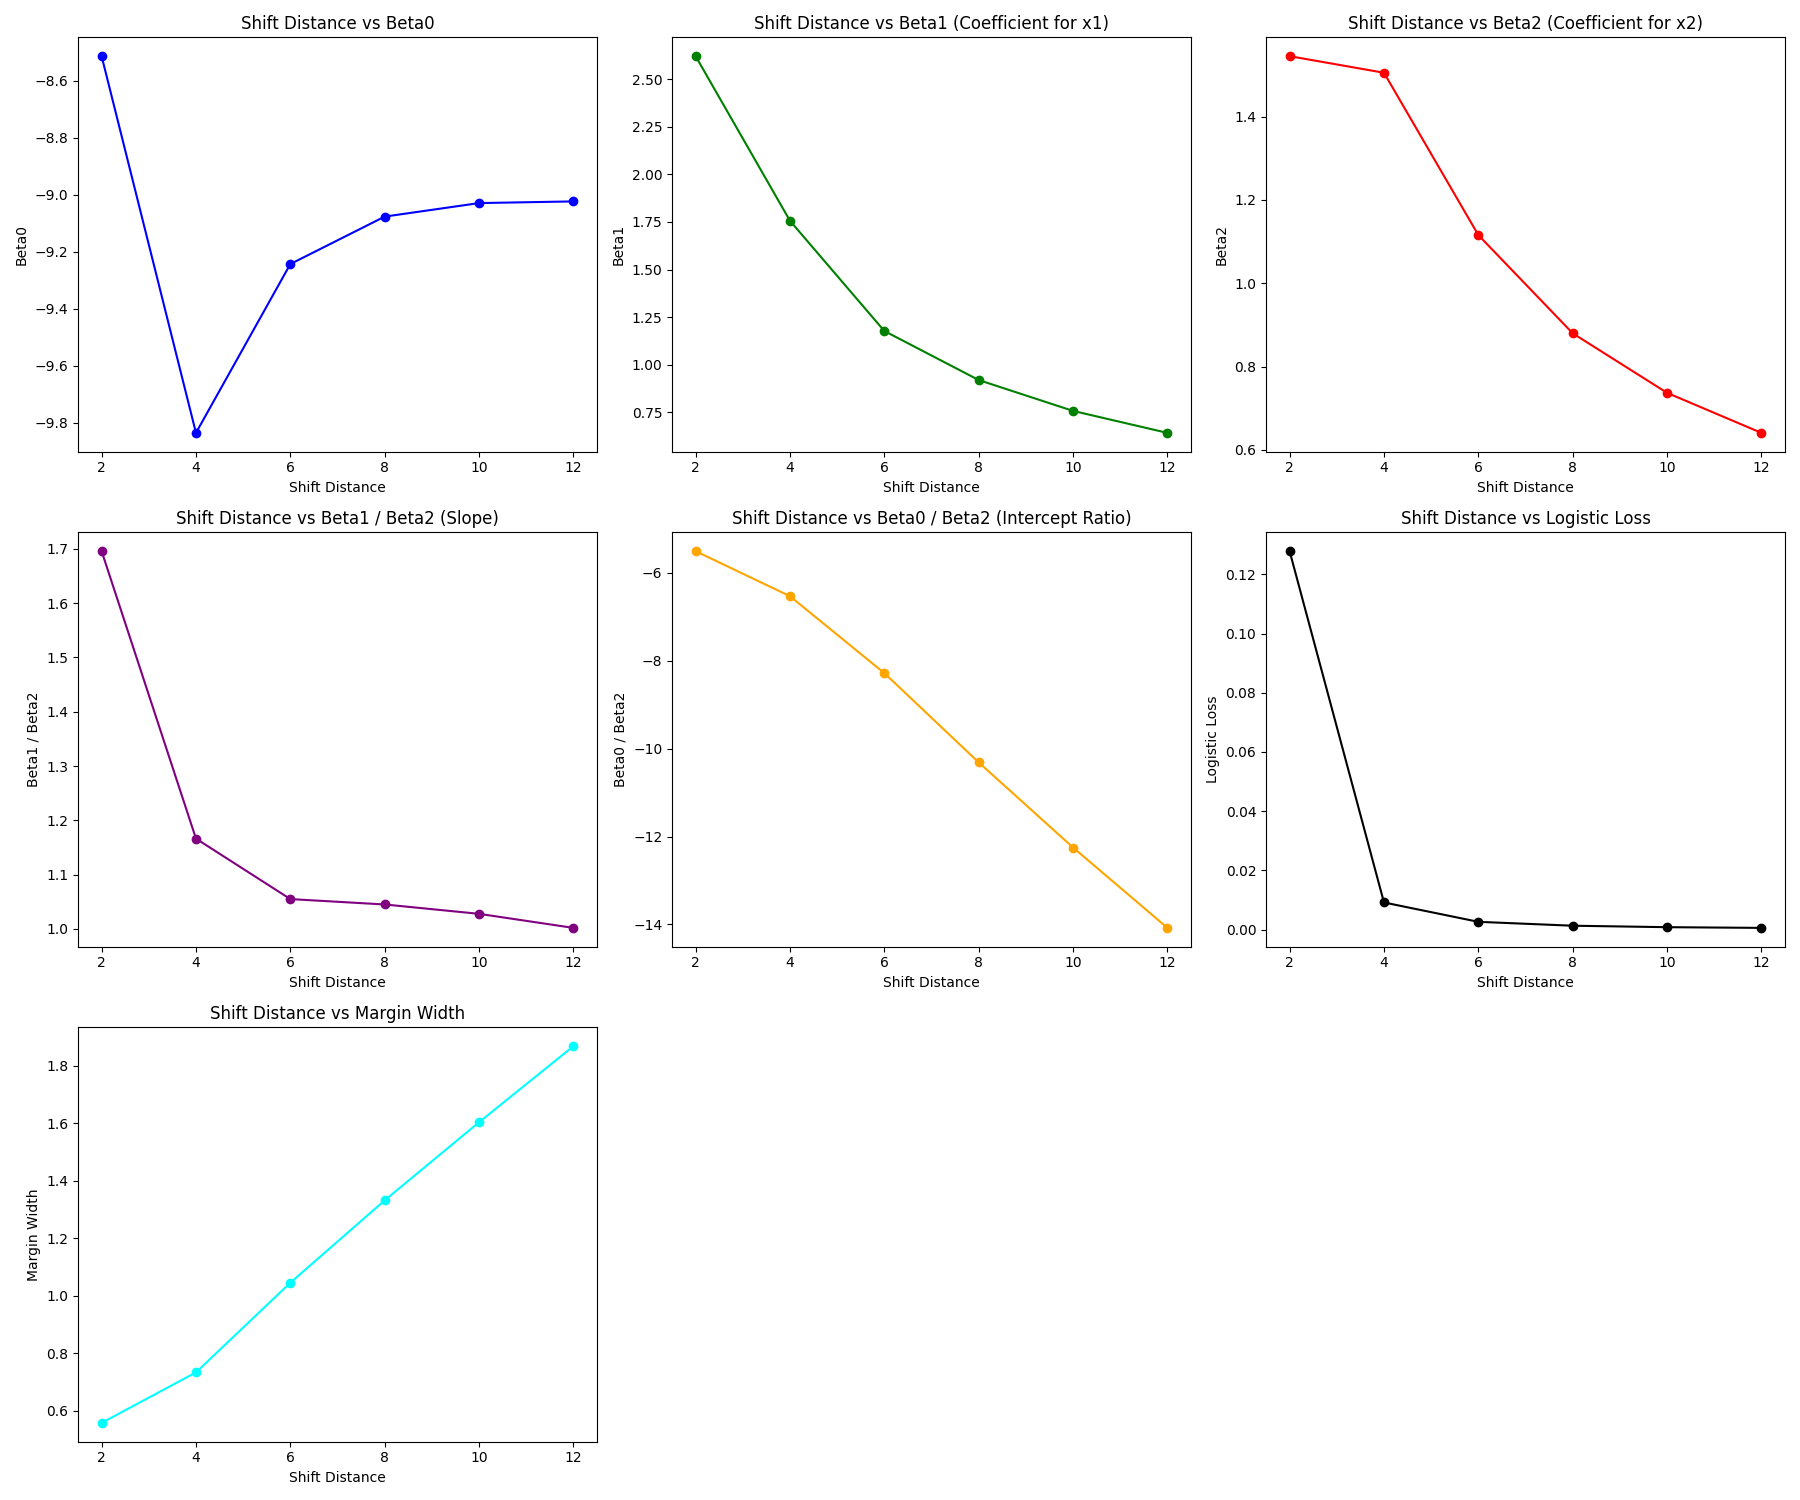 Shift Distance vs Beta0
Beta0
−8.6
−8.8
−9.0
−9.2
−9.4
−9.6
−9.8
2 4 6 8 10 12
Shift Distance
Shift Distance vs Beta1 (Coefficient for x1)
Beta1
2.50
2.25
2.00
1.75
1.50
1.25
1.00
0.75
2 4 6 8 10 12
Shift Distance
Shift Distance vs Beta2 (Coefficient for x2)
Beta2
1.4
1.2
1.0
0.8
0.6
2 4 6 8 10 12
Shift Distance
Shift Distance vs Beta1 / Beta2 (Slope)
Beta1 / Beta2
1.7
1.6
1.5
1.4
1.3
1.2
1.1
1.0
2 4 6 8 10 12
Shift Distance
Shift Distance vs Beta0 / Beta2 (Intercept Ratio)
Beta0 / Beta2
−6
−8
−10
−12
−14
2 4 6 8 10 12
Shift Distance
Shift Distance vs Logistic Loss
Logistic Loss
0.12
0.10
0.08
0.06
0.04
0.02
0.00
2 4 6 8 10 12
Shift Distance
Shift Distance vs Margin Width
Margin Width
1.8
1.6
1.4
1.2
1.0
0.8
0.6
2 4 6 8 10 12
Shift Distance